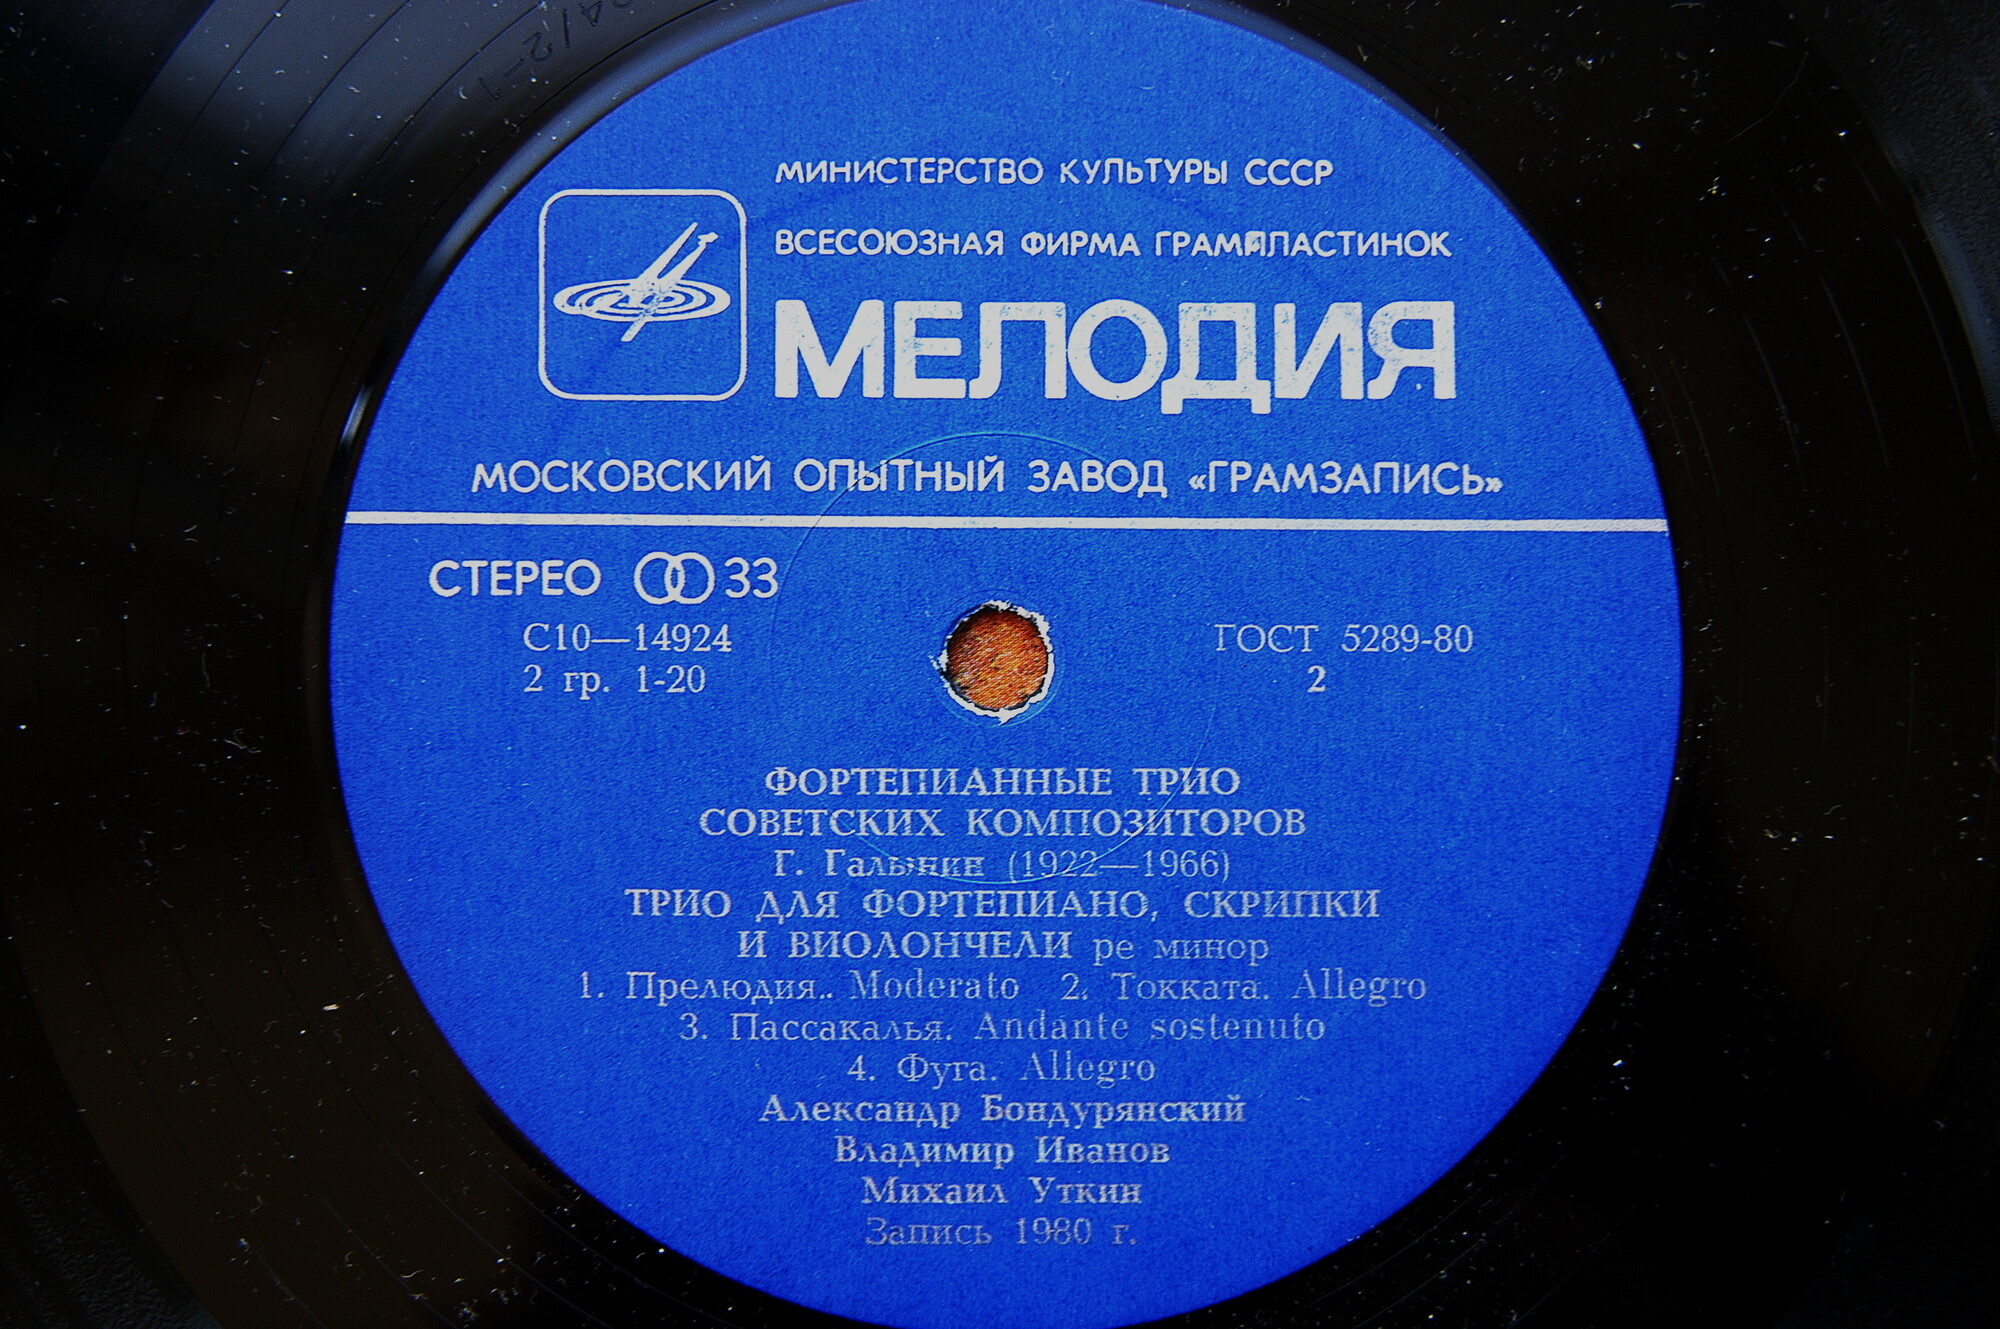 МИНИСТЕРСТВО КУЛЬТУРЫ СССР
ВСЕСОЮЗНАЯ ФИРМА ГРАМПЛАСТИНОК
МЕЛОДИЯ
МОСКОВСКИЙ ОПЫТНЫЙ ЗАВОД «ГРАМЗАПИСЬ»
СТЕРЕО 33
С10—14924 ГОСТ 5289-80
2 гр. 1-20 2
ФОРТЕПИАННЫЕ ТРИО
СОВЕТСКИХ КОМПОЗИТОРОВ
Г. Галынин (1922—1966)
ТРИО ДЛЯ ФОРТЕПИАНО, СКРИПКИ
И ВИОЛОНЧЕЛИ ре минор
1. Прелюдия.. Moderato 2. Токката. Allegro
3. Пассакалья. Andante sostenuto
4. Фуга. Allegro
Александр Бондурянский
Владимир Иванов
Михаил Уткин
Запись 1980 г.